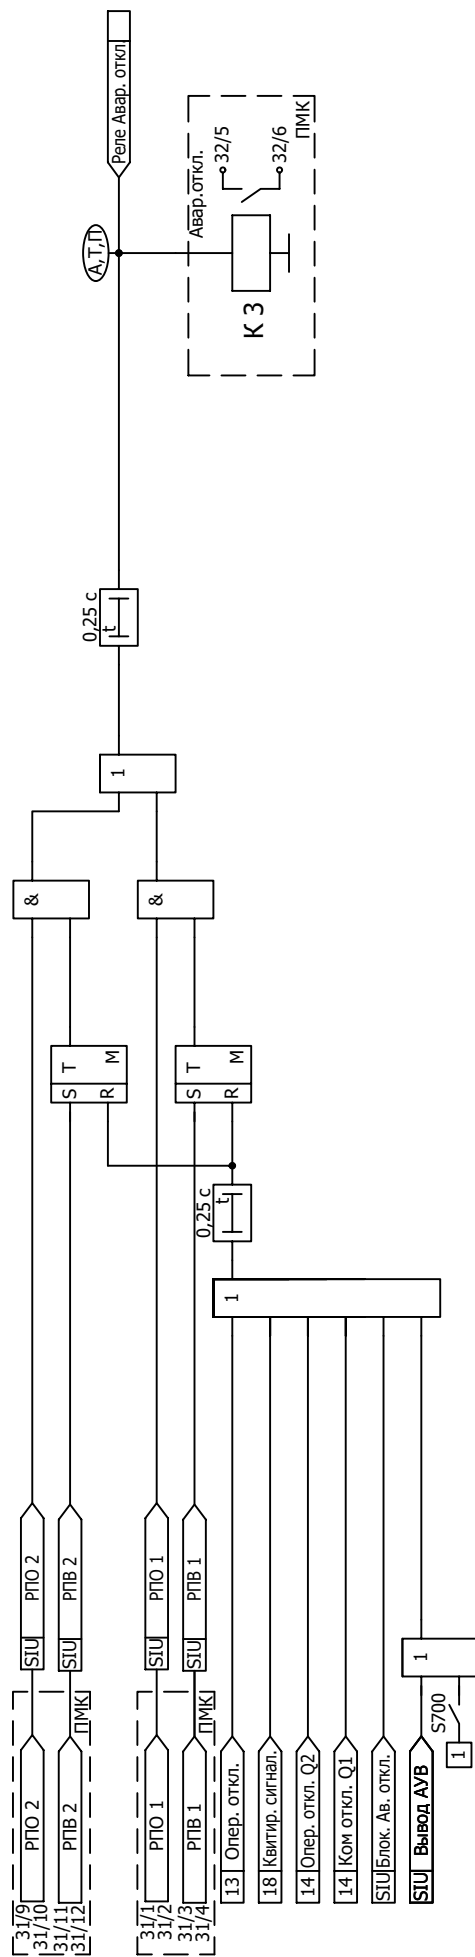 Реле Авар. откл
А,Т,П
Авар.откл.
32/5
32/6
ПМК
К 3
0,25 с
t
1
&
&
S T
R M
S T
R M
0,25 с
t
1
31/9
31/10
31/11
31/12
РПО 2
РПВ 2
ПМК
SIU РПО 2
SIU РПВ 2
31/1
31/2
31/3
31/4
РПО 1
РПВ 1
ПМК
SIU РПО 1
SIU РПВ 1
13 Опер. откл.
18 Квитир. сигнал.
14 Опер. откл. Q2
14 Ком откл. Q1
SIU Блок. Ав. откл.
SIU Вывод АУВ
1
S700
1